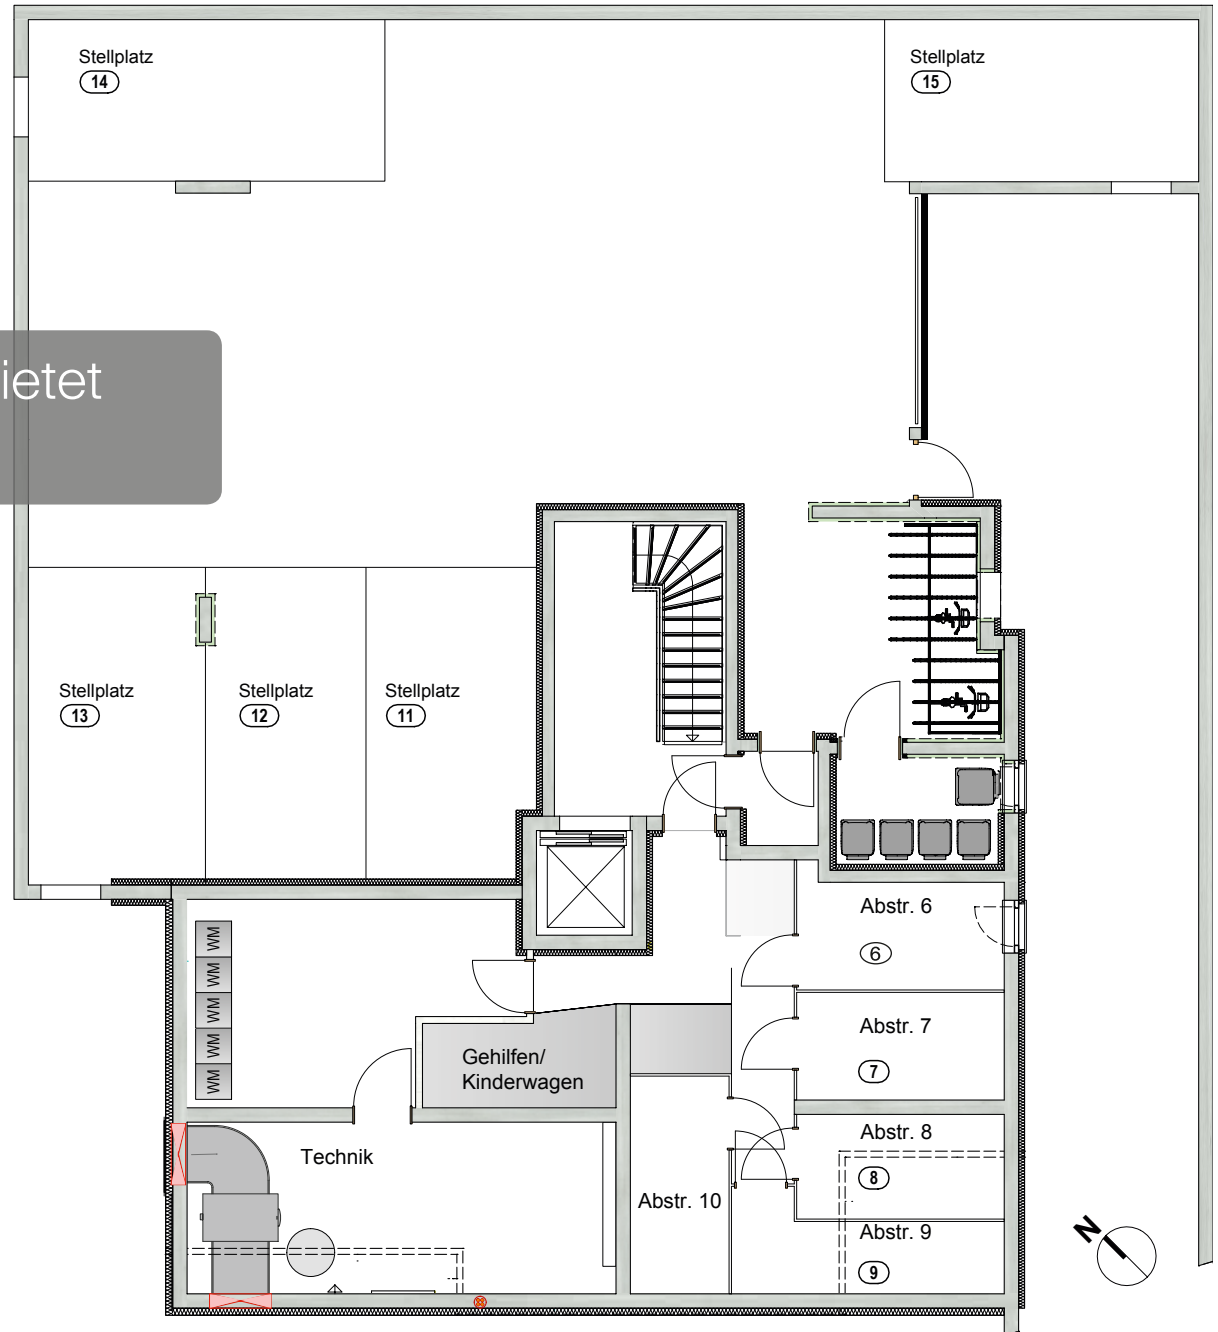 Stellplatz
14
Stellplatz
15
ietet
Stellplatz
13
Stellplatz
12
Stellplatz
11
Abstr. 6
6
WM
WM
WM
WM
WM
Abstr. 7
7
Gehilfen/
Kinderwagen
Abstr. 8
8
Technik
Abstr. 10
Abstr. 9
9
N